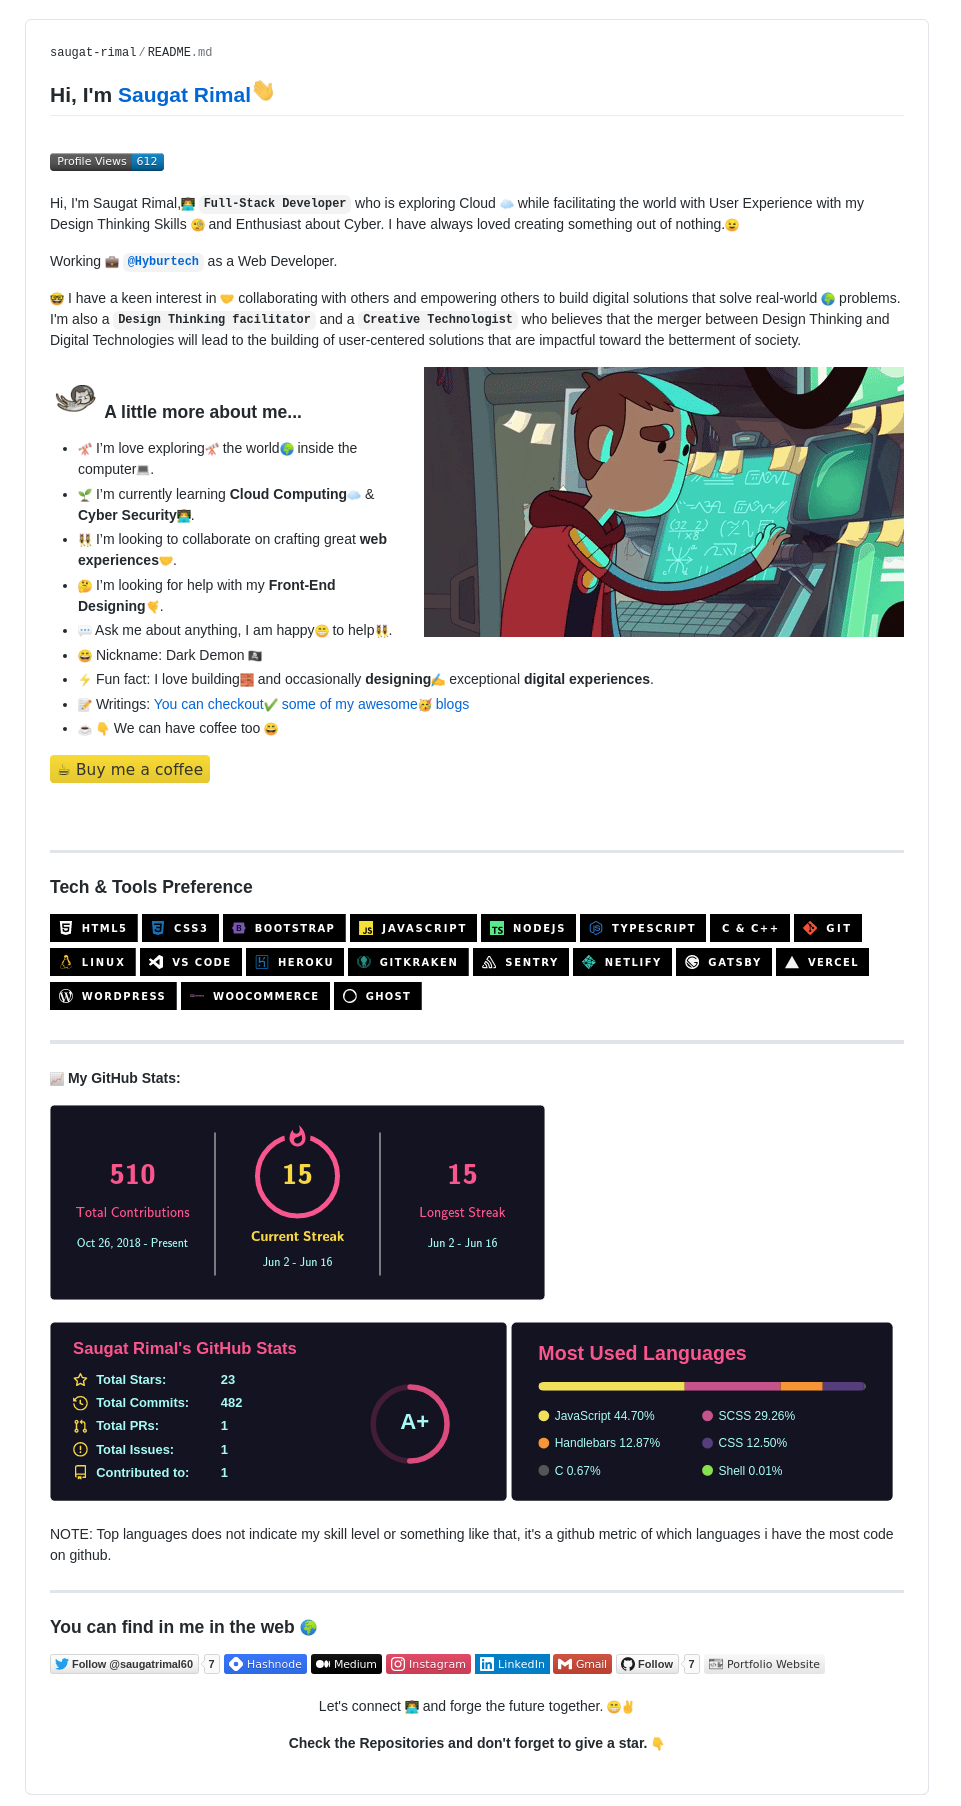 saugat-rimal/README.md
Hi, I'm Saugat Rimal👋
Profile Views 612
Hi, I'm Saugat Rimal,👨‍💻 Full-Stack Developer who is exploring Cloud ☁️ while facilitating the world with User Experience with my
Design Thinking Skills 🧐 and Enthusiast about Cyber. I have always loved creating something out of nothing.😉
Working 💼 @Hyburtech as a Web Developer.
🤓 I have a keen interest in 🤝 collaborating with others and empowering others to build digital solutions that solve real-world 🌍 problems.
I'm also a Design Thinking facilitator and a Creative Technologist who believes that the merger between Design Thinking and
Digital Technologies will lead to the building of user-centered solutions that are impactful toward the betterment of society.
A little more about me...
I'm love exploring the world🌍 inside the
computer💻.
🌱 I'm currently learning Cloud Computing☁️ &
Cyber Security👨‍💻.
👯 I'm looking to collaborate on crafting great web
experiences🤝.
🤔 I'm looking for help with my Front-End
Designing.
💬 Ask me about anything, I am happy😁 to help👯.
😄 Nickname: Dark Demon 🏴‍☠️
⚡ Fun fact: I love building🧱 and occasionally designing✍️ exceptional digital experiences.
📝 Writings: You can checkout✅ some of my awesome🥳 blogs
☕ 👇 We can have coffee too 😄
Buy me a coffee
Tech & Tools Preference
HTML5 CSS3 BOOTSTRAP JAVASCRIPT NODEJS TYPESCRIPT C & C++ GIT
LINUX VS CODE HEROKU GITKRAKEN SENTRY NETLIFY GATSBY VERCEL
WORDPRESS WOOCOMMERCE GHOST
📈 My GitHub Stats:
510 15 15
Total Contributions Current Streak Longest Streak
Oct 26, 2018 - Present Jun 2 - Jun 16 Jun 2 - Jun 16
Saugat Rimal's GitHub Stats
Total Stars: 23
Total Commits: 482
Total PRs: 1
Total Issues: 1
Contributed to: 1
A+
Most Used Languages
JavaScript 44.70% SCSS 29.26%
Handlebars 12.87% CSS 12.50%
C 0.67% Shell 0.01%
NOTE: Top languages does not indicate my skill level or something like that, it's a github metric of which languages i have the most code
on github.
You can find in me in the web 🌍
Follow @saugatrimal60 7 Hashnode Medium Instagram LinkedIn Gmail Follow 7 Portfolio Website
Let's connect 👨‍💻 and forge the future together. 😁✌️
Check the Repositories and don't forget to give a star. 👇